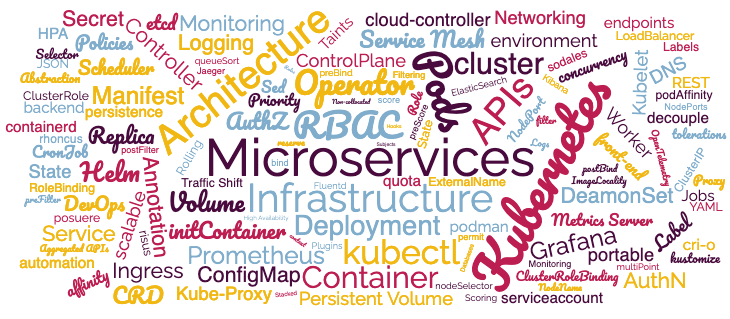 Secret
etcd
Monitoring
Architecture
Taints
cloud-controller
Networking
endpoints
HPA
Policies
Controller
Logging
Service Mesh
environment
LoadBalancer
Labels
Selector
JSON
queueSort
Jaeger
ControlPlane
preBind
Filtering
Pods
cluster
sodales
concurrency
Kubelet
DNS
Abstraction
Scheduler
Operator
ElasticSearch
Kibana
REST
ClusterRole
Manifest
Sed
Priority
Non-collocated
score
Role
APIs
Kubernetes
podAffinity
backend
persistence
AuthZ
RBAC
Hooks
preScore
State
NodePort
filter
Worker
NodePorts
decouple
containerd
rhoncus
Replica
postFilter
Rolling
reserve
Subjects
Logs
front-end
OpenTelemetry
tolerations
CronJob
Microservices
bind
postBind
ClusterIP
State
Helm
Annotation
Traffic Shift
Fluentd
quota
ExternalName
ImageLocality
Proxy
RoleBinding
preFilter
DevOps
scalable
Volume
Infrastructure
DeamonSet
Jobs
YAML
posuere
High Availability
Metrics Server
Label
Service
risus
initContainer
Deployment
podman
permit
Grafana
cri-o
Aggregated APIs
Plugins
Prometheus
kubectl
Monitoring
portable
kustomize
automation
Ingress
ConfigMap
Container
nodeSelector
ClusterRoleBinding
multiPoint
affinity
CRD
Kube-Proxy
Stacked
Persistent Volume
Scoring
serviceaccount
NodeName
AuthN